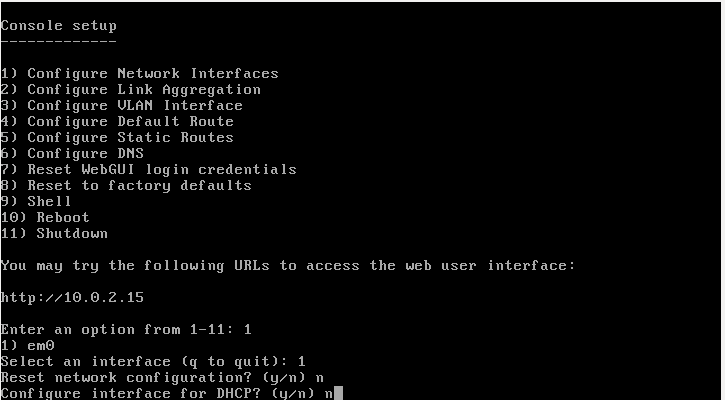 Console setup
-------------
1) Configure Network Interfaces
2) Configure Link Aggregation
3) Configure VLAN Interface
4) Configure Default Route
5) Configure Static Routes
6) Configure DNS
7) Reset WebGUI login credentials
8) Reset to factory defaults
9) Shell
10) Reboot
11) Shutdown
You may try the following URLs to access the web user interface:
http://10.0.2.15
Enter an option from 1-11: 1
1) em0
Select an interface (q to quit): 1
Reset network configuration? (y/n) n
Configure interface for DHCP? (y/n) n